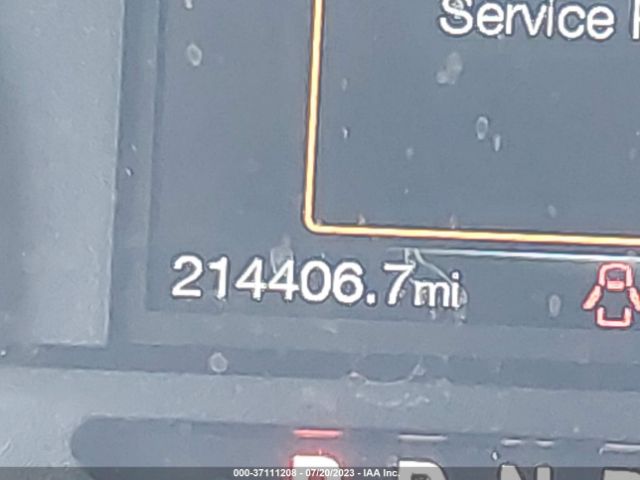 Service
214406.7mi
P R N
000-37111208 - 07/20/2023 - IAA Inc.